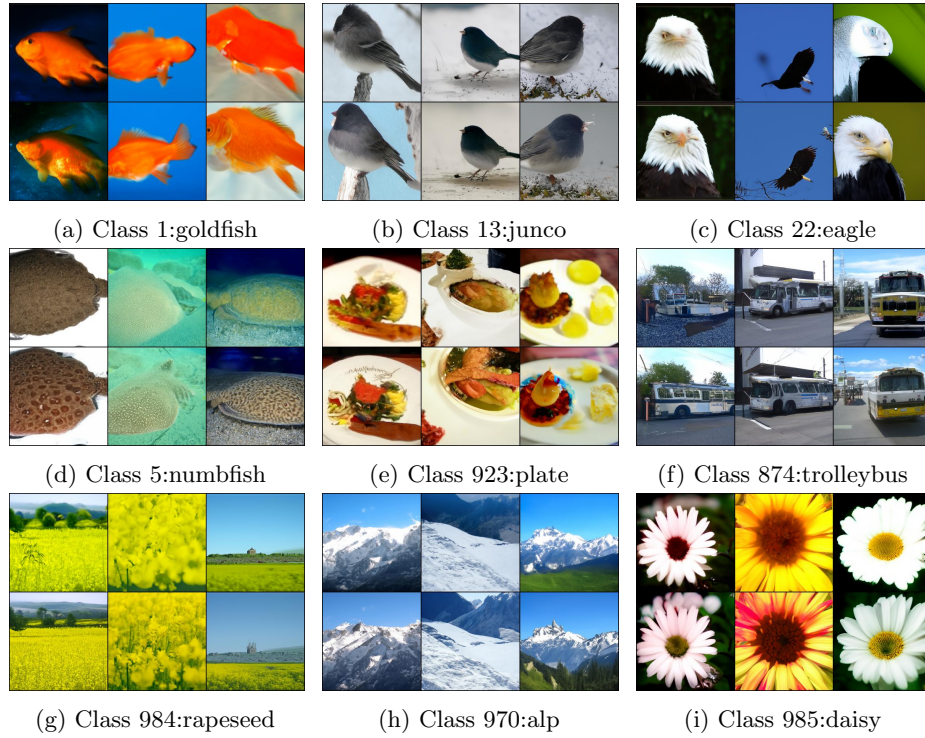 (a) Class 1:goldfish
(b) Class 13:junco
(c) Class 22:eagle
(d) Class 5:numbfish
(e) Class 923:plate
(f) Class 874:trolleybus
(g) Class 984:rapeseed
(h) Class 970:alp
(i) Class 985:daisy